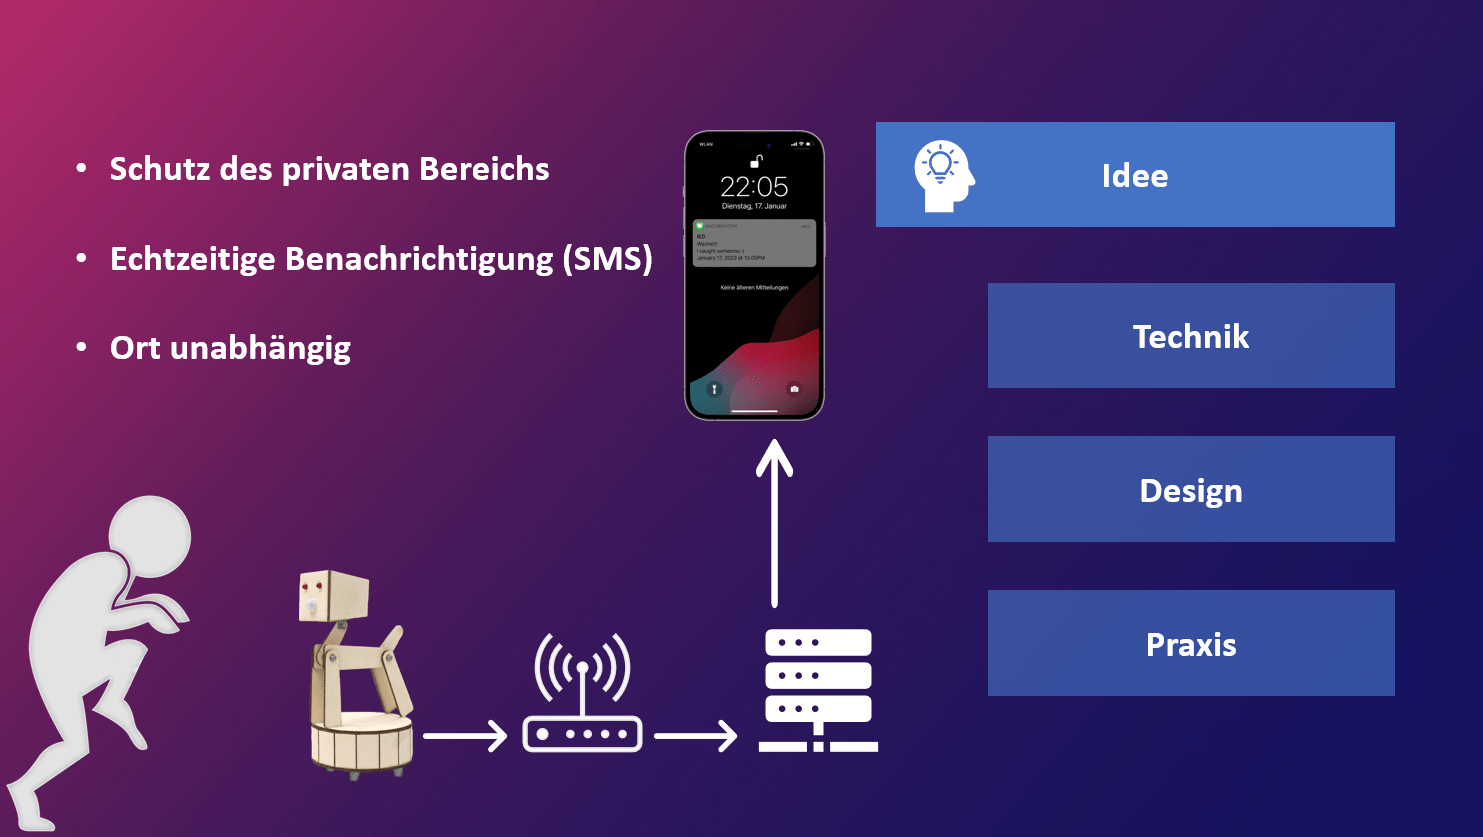 • Schutz des privaten Bereichs
• Echtzeitige Benachrichtigung (SMS)
• Ort unabhängig
WLAN
22:05
Dienstag, 17. Januar
NACHRICHTEN
Jetzt
IED
I caught someone :-)
January 17, 2023 at 10:05PM
Keine älteren Mitteilungen
Idee
Technik
Design
Praxis